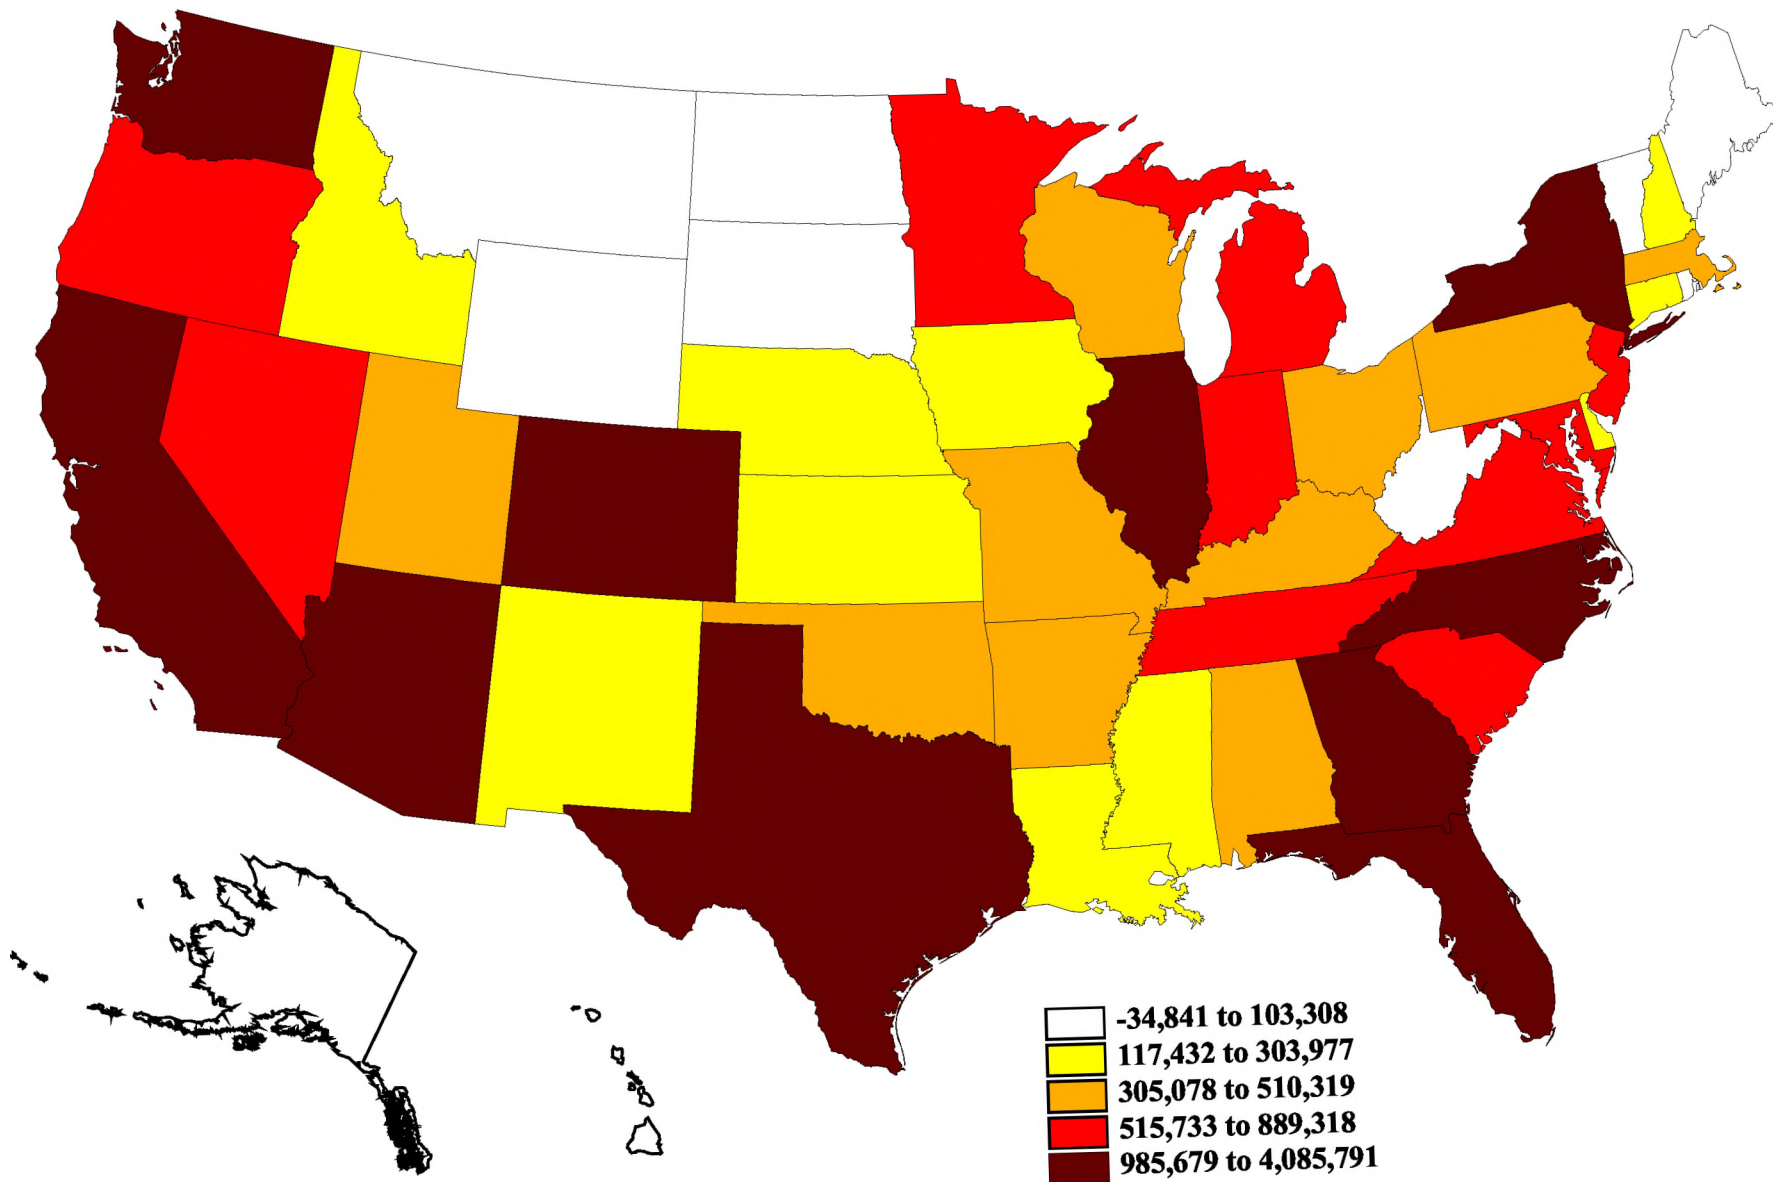 -34,841 to 103,308
117,432 to 303,977
305,078 to 510,319
515,733 to 889,318
985,679 to 4,085,791